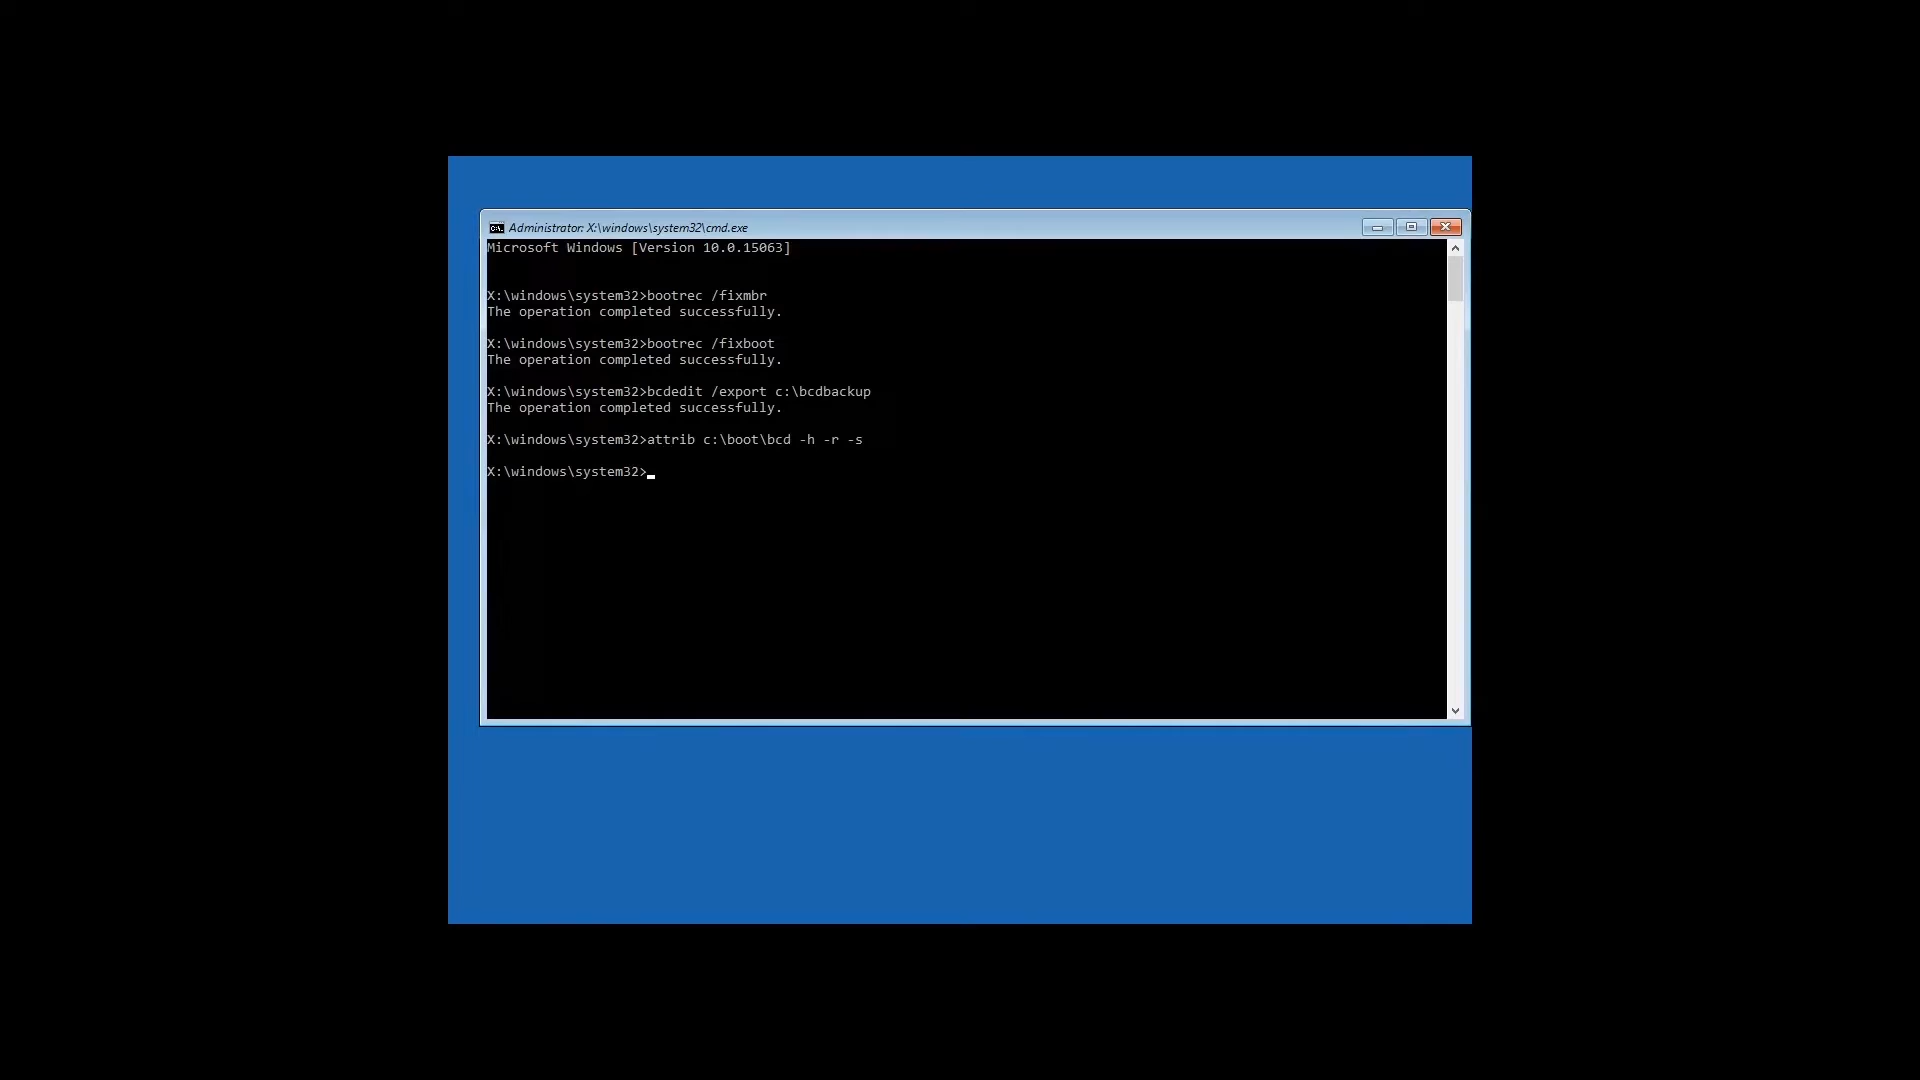 Administrator: X:\windows\system32\cmd.exe
Microsoft Windows [Version 10.0.15063]
X:\windows\system32>bootrec /fixmbr
The operation completed successfully.
X:\windows\system32>bootrec /fixboot
The operation completed successfully.
X:\windows\system32>bcdedit /export c:\bcdbackup
The operation completed successfully.
X:\windows\system32>attrib c:\boot\bcd -h -r -s
X:\windows\system32>